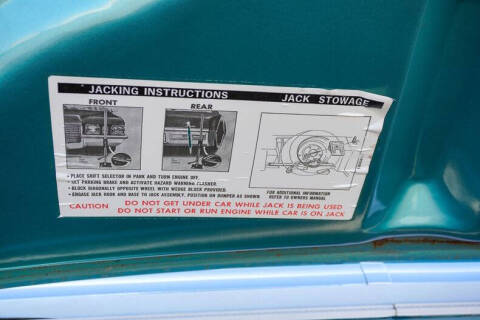 JACKING INSTRUCTIONS
JACK STOWAGE
FRONT
REAR
• PLACE SHIFT SELECTOR IN PARK AND TURN ENGINE OFF.
• SET PARKING BRAKE AND ACTIVATE HAZARD WARNING FLASHER.
• BLOCK DIAGONALLY OPPOSITE WHEEL WITH WEDGE BLOCK PROVIDED.
• ENGAGE JACK HOOK AND BASE TO JACK ASSEMBLY, POSITION ON BUMPER AS SHOWN
FOR ADDITIONAL INFORMATION
REFER TO OWNERS MANUAL
CAUTION DO NOT GET UNDER CAR WHILE JACK IS BEING USED
DO NOT START OR RUN ENGINE WHILE CAR IS ON JACK